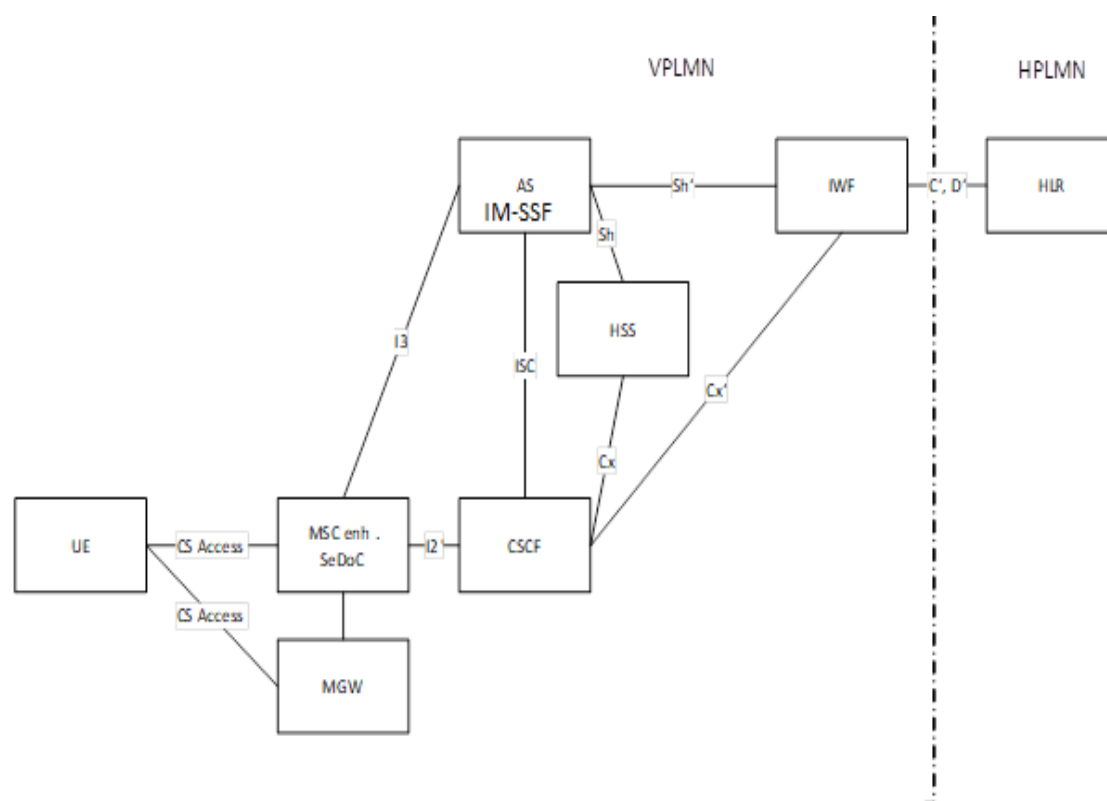 VPLMN
HPLMN
AS
IM-SSF
Sh'
IWF
C', D'
HLR
Sh
HSS
I3
ISC
Cx'
Cx
UE
CS Access
MSC enh .
SeDoC
I2
CSCF
CS Access
MGW